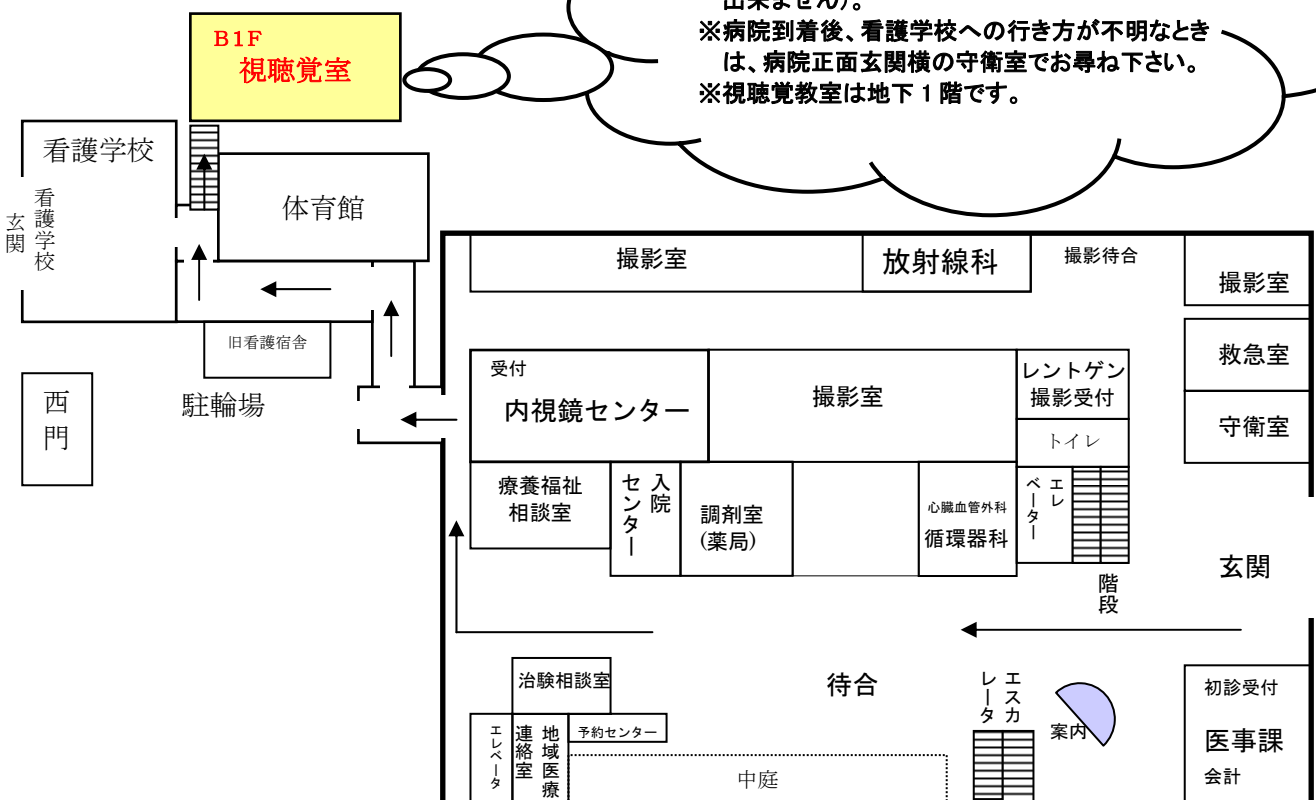 出来ません)。
※病院到着後、看護学校への行き方が不明なとき
は、病院正面玄関横の守衛室でお尋ね下さい。
※視聴覚教室は地下1階です。
B1F
視聴覚室
看護学校
看護学校
玄関
体育館
旧看護宿舎
駐輪場
西門
撮影室
放射線科
撮影待合
撮影室
救急室
守衛室
受付
内視鏡センター
撮影室
レントゲン
撮影受付
トイレ
療養福祉
相談室
入院
センター
調剤室
(薬局)
心臓血管外科
循環器科
エレ
ベーター
階段
玄関
待合
治験相談室
エレベータ
地域医療
連絡室
予約センター
中庭
エスカ
レータ
案内
初診受付
医事課
会計